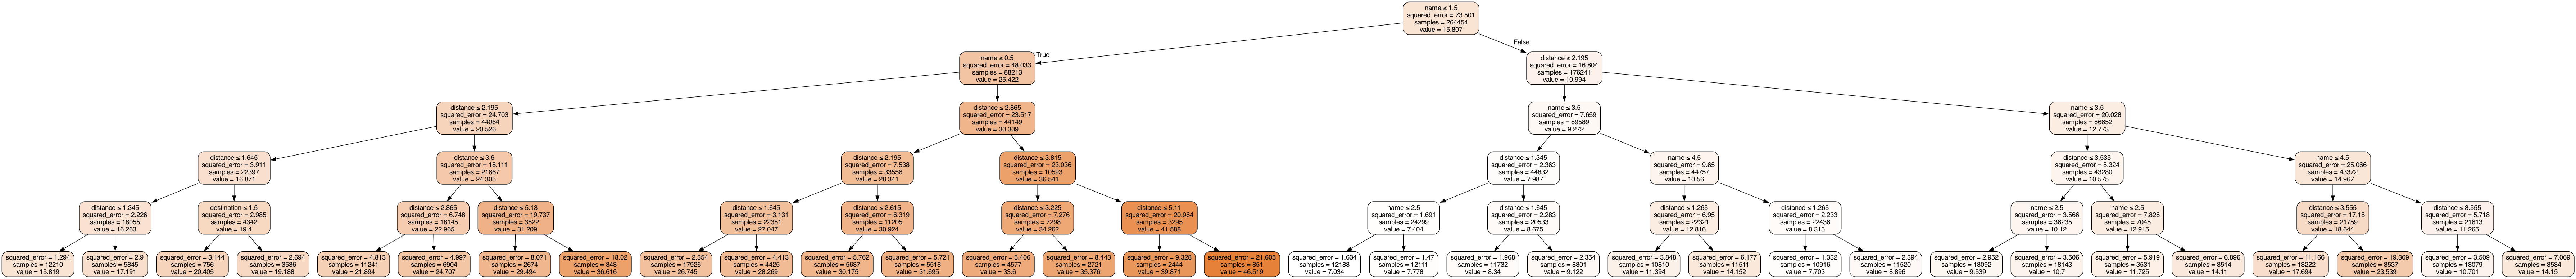 name ≤ 1.5
squared_error = 73.501
samples = 264454
value = 15.807
True
False
name ≤ 0.5
squared_error = 48.033
samples = 88213
value = 25.422
distance ≤ 2.195
squared_error = 16.804
samples = 176241
value = 10.994
distance ≤ 2.195
squared_error = 24.703
samples = 44064
value = 20.526
distance ≤ 2.865
squared_error = 23.517
samples = 44149
value = 30.309
name ≤ 3.5
squared_error = 7.659
samples = 89589
value = 9.272
name ≤ 3.5
squared_error = 20.028
samples = 86652
value = 12.773
distance ≤ 1.645
squared_error = 3.911
samples = 22397
value = 16.871
distance ≤ 3.6
squared_error = 18.111
samples = 21667
value = 24.305
distance ≤ 2.195
squared_error = 7.538
samples = 33556
value = 28.341
distance ≤ 3.815
squared_error = 23.036
samples = 10593
value = 36.541
distance ≤ 1.345
squared_error = 2.363
samples = 44832
value = 7.987
name ≤ 4.5
squared_error = 9.65
samples = 44757
value = 10.56
distance ≤ 3.535
squared_error = 5.324
samples = 43280
value = 10.575
name ≤ 4.5
squared_error = 25.066
samples = 43372
value = 14.967
distance ≤ 1.345
squared_error = 2.226
samples = 18055
value = 16.263
destination ≤ 1.5
squared_error = 2.985
samples = 4342
value = 19.4
distance ≤ 2.865
squared_error = 6.748
samples = 18145
value = 22.965
distance ≤ 5.13
squared_error = 19.737
samples = 3522
value = 31.209
distance ≤ 1.645
squared_error = 3.131
samples = 22351
value = 27.047
distance ≤ 2.615
squared_error = 6.319
samples = 11205
value = 30.924
distance ≤ 3.225
squared_error = 7.276
samples = 7298
value = 34.262
distance ≤ 5.11
squared_error = 20.964
samples = 3295
value = 41.588
name ≤ 2.5
squared_error = 1.691
samples = 24299
value = 7.404
distance ≤ 1.645
squared_error = 2.283
samples = 20533
value = 8.675
distance ≤ 1.265
squared_error = 6.95
samples = 22321
value = 12.816
distance ≤ 1.265
squared_error = 2.233
samples = 22436
value = 8.315
name ≤ 2.5
squared_error = 3.566
samples = 36235
value = 10.12
name ≤ 2.5
squared_error = 7.828
samples = 7045
value = 12.915
distance ≤ 3.555
squared_error = 17.15
samples = 21759
value = 18.644
distance ≤ 3.555
squared_error = 5.718
samples = 21613
value = 11.265
squared_error = 1.294
samples = 12210
value = 15.819
squared_error = 2.9
samples = 5845
value = 17.191
squared_error = 3.144
samples = 756
value = 20.405
squared_error = 2.694
samples = 3586
value = 19.188
squared_error = 4.813
samples = 11241
value = 21.894
squared_error = 4.997
samples = 6904
value = 24.707
squared_error = 8.071
samples = 2674
value = 29.494
squared_error = 18.02
samples = 848
value = 36.616
squared_error = 2.354
samples = 17926
value = 26.745
squared_error = 4.413
samples = 4425
value = 28.269
squared_error = 5.762
samples = 5687
value = 30.175
squared_error = 5.721
samples = 5518
value = 31.695
squared_error = 5.406
samples = 4577
value = 33.6
squared_error = 8.443
samples = 2721
value = 35.376
squared_error = 9.328
samples = 2444
value = 39.871
squared_error = 21.605
samples = 851
value = 46.519
squared_error = 1.634
samples = 12188
value = 7.034
squared_error = 1.47
samples = 12111
value = 7.778
squared_error = 1.968
samples = 11732
value = 8.34
squared_error = 2.354
samples = 8801
value = 9.122
squared_error = 3.848
samples = 10810
value = 11.394
squared_error = 6.177
samples = 11511
value = 14.152
squared_error = 1.332
samples = 10916
value = 7.703
squared_error = 2.394
samples = 11520
value = 8.896
squared_error = 2.952
samples = 18092
value = 9.539
squared_error = 3.506
samples = 18143
value = 10.7
squared_error = 5.919
samples = 3531
value = 11.725
squared_error = 6.896
samples = 3514
value = 14.11
squared_error = 11.166
samples = 18222
value = 17.694
squared_error = 19.369
samples = 3537
value = 23.539
squared_error = 3.509
samples = 18079
value = 10.701
squared_error = 7.093
samples = 3534
value = 14.15